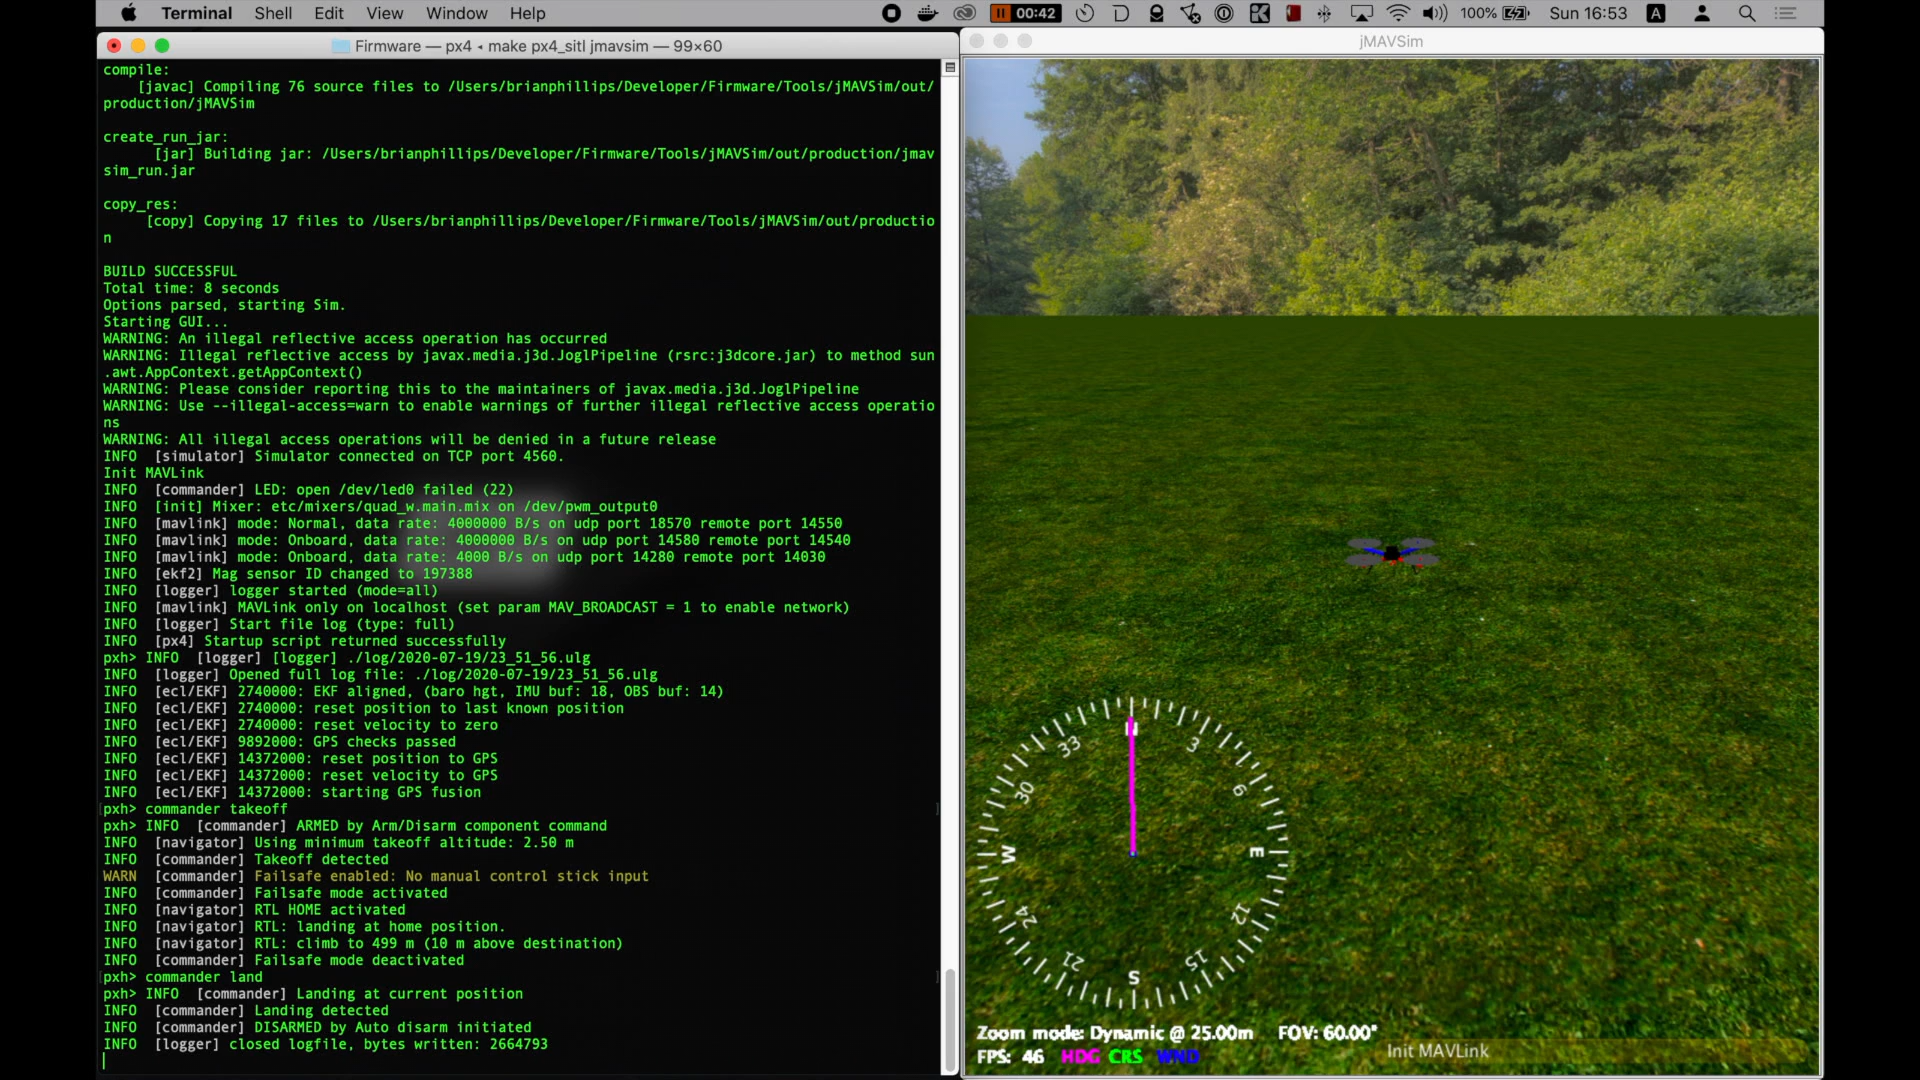 Terminal Shell Edit View Window Help
00:42
100%
Sun 16:53
A
Firmware — px4 ◂ make px4_sitl jmavsim — 99×60
compile:
[javac] Compiling 76 source files to /Users/brianphillips/Developer/Firmware/Tools/jMAVSim/out/
production/jMAVSim
create_run_jar:
[jar] Building jar: /Users/brianphillips/Developer/Firmware/Tools/jMAVSim/out/production/jmav
sim_run.jar
copy_res:
[copy] Copying 17 files to /Users/brianphillips/Developer/Firmware/Tools/jMAVSim/out/productio
n
BUILD SUCCESSFUL
Total time: 8 seconds
Options parsed, starting Sim.
Starting GUI...
WARNING: An illegal reflective access operation has occurred
WARNING: Illegal reflective access by javax.media.j3d.JoglPipeline (rsrc:j3dcore.jar) to method sun
.awt.AppContext.getAppContext()
WARNING: Please consider reporting this to the maintainers of javax.media.j3d.JoglPipeline
WARNING: Use --illegal-access=warn to enable warnings of further illegal reflective access operatio
ns
WARNING: All illegal access operations will be denied in a future release
INFO [simulator] Simulator connected on TCP port 4560.
Init MAVLink
INFO [commander] LED: open /dev/led0 failed (22)
INFO [init] Mixer: etc/mixers/quad_w.main.mix on /dev/pwm_output0
INFO [mavlink] mode: Normal, data rate: 4000000 B/s on udp port 18570 remote port 14550
INFO [mavlink] mode: Onboard, data rate: 4000000 B/s on udp port 14580 remote port 14540
INFO [mavlink] mode: Onboard, data rate: 4000 B/s on udp port 14280 remote port 14030
INFO [ekf2] Mag sensor ID changed to 197388
INFO [logger] logger started (mode=all)
INFO [mavlink] MAVLink only on localhost (set param MAV_BROADCAST = 1 to enable network)
INFO [logger] Start file log (type: full)
INFO [px4] Startup script returned successfully
pxh> INFO [logger] [logger] ./log/2020-07-19/23_51_56.ulg
INFO [logger] Opened full log file: ./log/2020-07-19/23_51_56.ulg
INFO [ecl/EKF] 2740000: EKF aligned, (baro hgt, IMU buf: 18, OBS buf: 14)
INFO [ecl/EKF] 2740000: reset position to last known position
INFO [ecl/EKF] 2740000: reset velocity to zero
INFO [ecl/EKF] 9892000: GPS checks passed
INFO [ecl/EKF] 14372000: reset position to GPS
INFO [ecl/EKF] 14372000: reset velocity to GPS
INFO [ecl/EKF] 14372000: starting GPS fusion
pxh> commander takeoff
pxh> INFO [commander] ARMED by Arm/Disarm component command
INFO [navigator] Using minimum takeoff altitude: 2.50 m
INFO [commander] Takeoff detected
WARN [commander] Failsafe enabled: No manual control stick input
INFO [commander] Failsafe mode activated
INFO [navigator] RTL HOME activated
INFO [navigator] RTL: landing at home position.
INFO [navigator] RTL: climb to 499 m (10 m above destination)
INFO [commander] Failsafe mode deactivated
pxh> commander land
pxh> INFO [commander] Landing at current position
INFO [commander] Landing detected
INFO [commander] DISARMED by Auto disarm initiated
INFO [logger] closed logfile, bytes written: 2664793
jMAVSim
N
3
6
E
12
15
S
21
24
W
30
33
Zoom mode: Dynamic @ 25.00m FOV: 60.00°
FPS: 46 HDG CRS WND
Init MAVLink